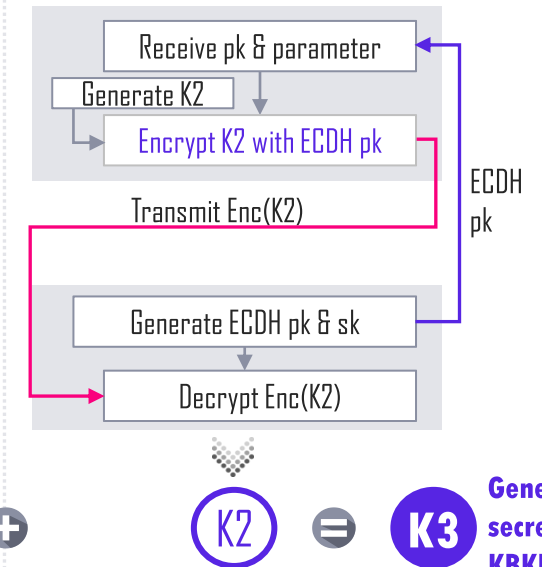 Receive pk & parameter
Generate K2
Encrypt K2 with ECDH pk
ECDH
pk
Transmit Enc(K2)
Generate ECDH pk & sk
Decrypt Enc(K2)
+
K2
=
K3